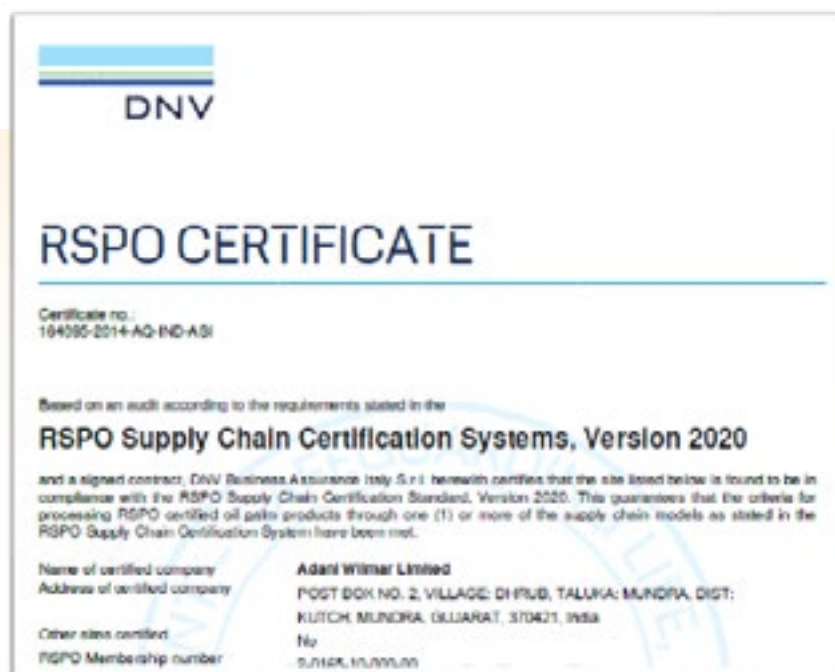 DNV
RSPO CERTIFICATE
Certificate no.:
Based on an audit according to the requirements stated in the
RSPO Supply Chain Certification Systems, Version 2020
and a signed contract, DNV Business Assurance Italy S.r.l. herewith certifies that the site listed below is found to be in
compliance with the RSPO Supply Chain Certification Standard, Version 2020. This guarantees that the criteria for
processing RSPO certified oil palm products through one (1) or more of the supply chain models as stated in the
RSPO Supply Chain Certification System have been met.
Name of certified company Adani Wilmar Limited
Address of certified company POST BOX NO. 2, VILLAGE: DHRUB, TALUKA: MUNDRA, DIST:
KUTCH, MUNDRA, GUJARAT, 370421, India
Other sites certified No
RSPO Membership number